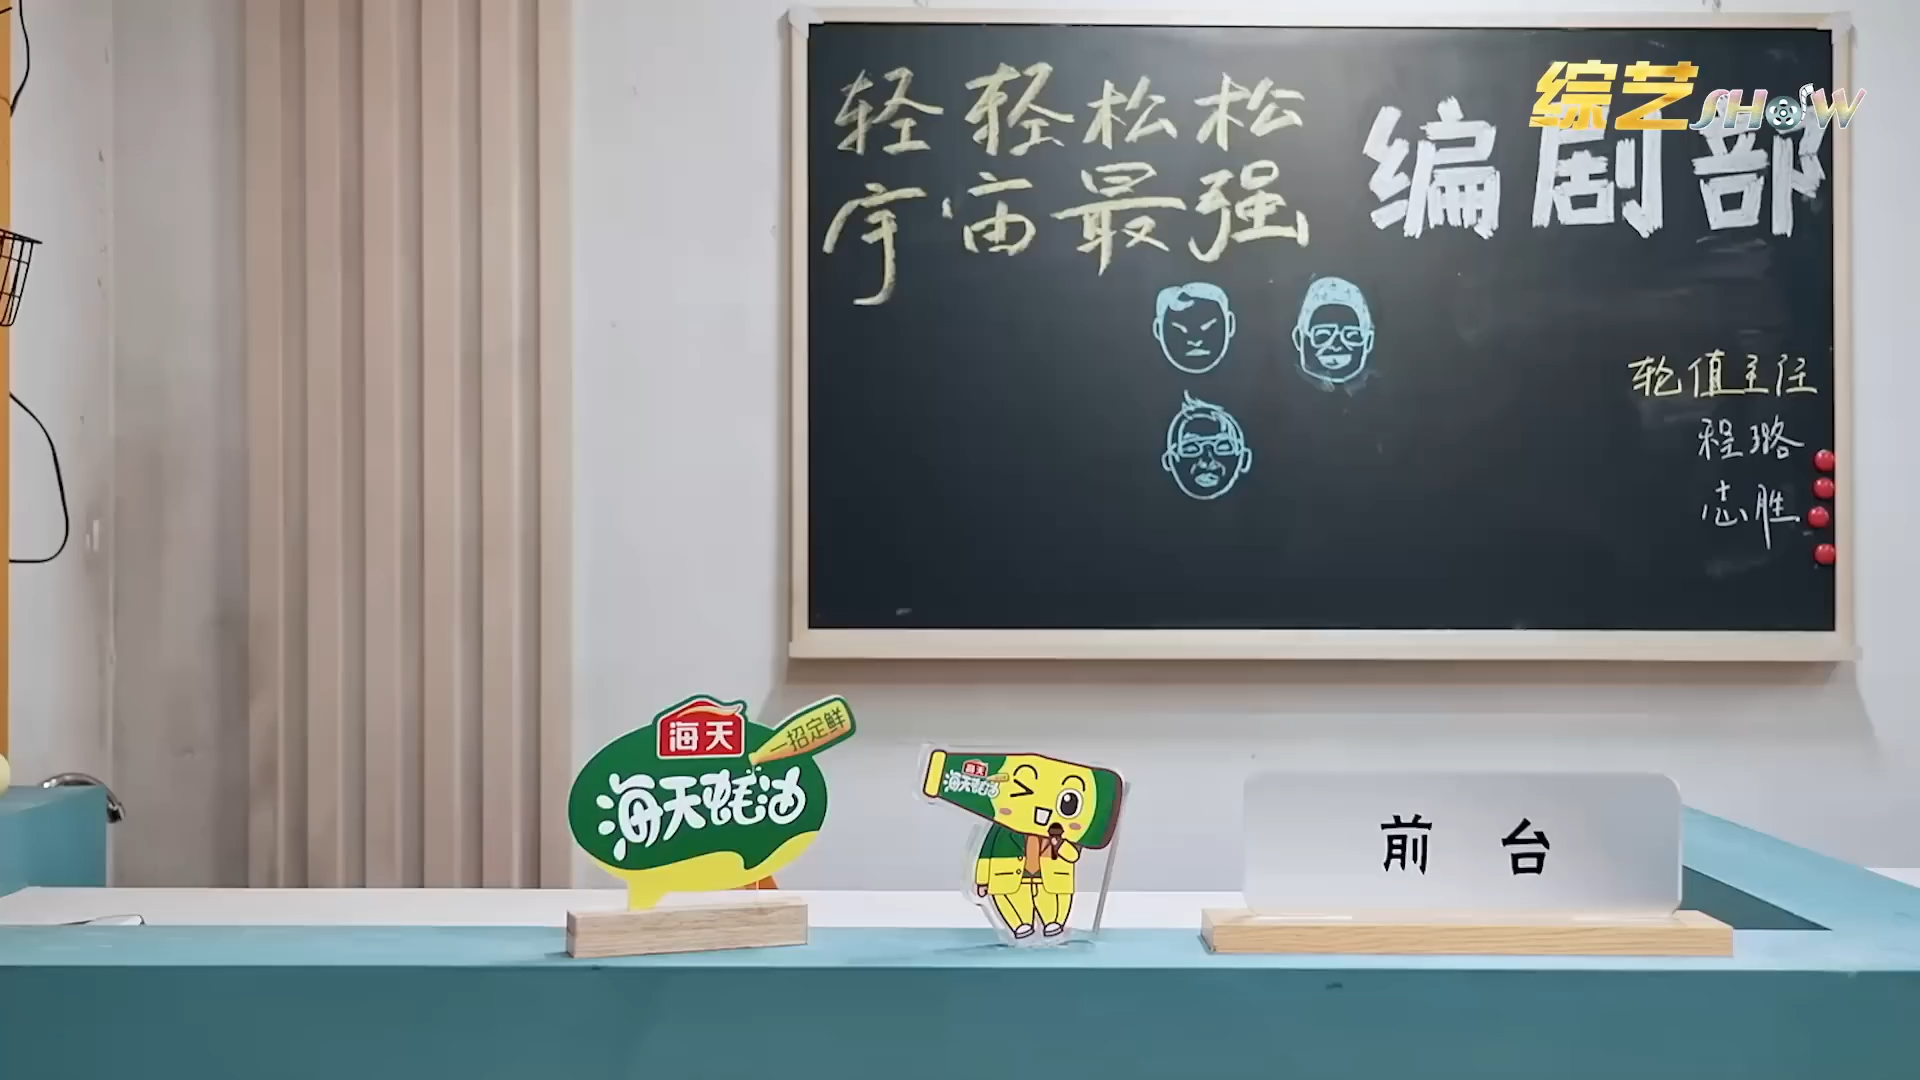 轻轻松松
宇宙最强
编剧部
综艺SHOW
轮值主任
程璐
志胜
海天
一招定鲜
海天蚝油
海天
海天蚝油
前台